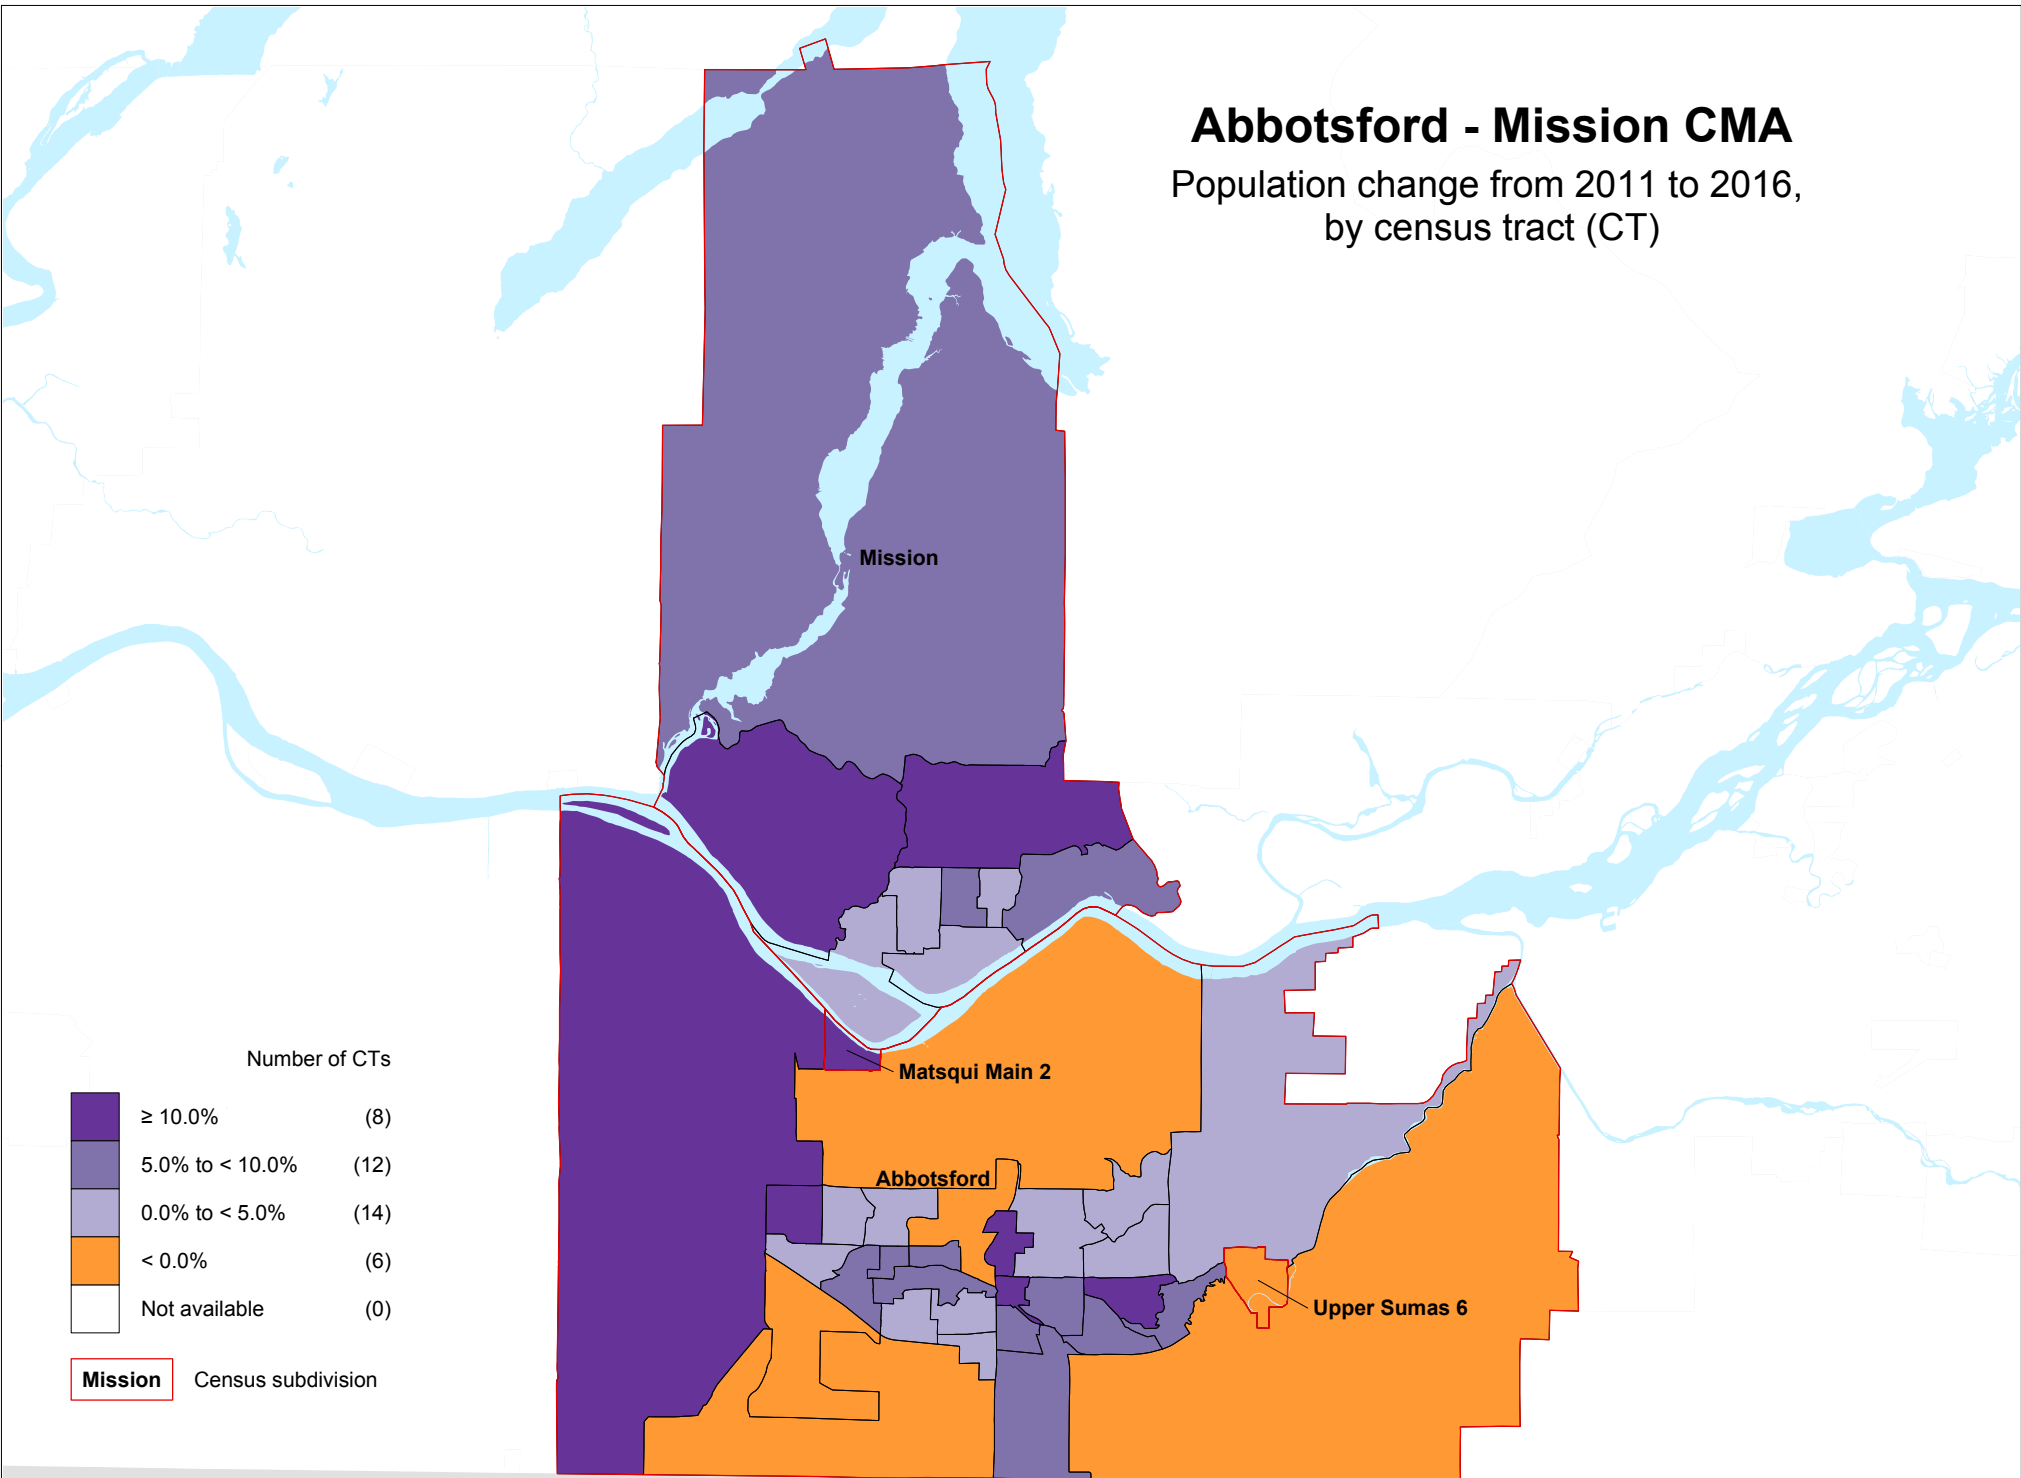 Abbotsford - Mission CMA
Population change from 2011 to 2016,
by census tract (CT)
Mission
Matsqui Main 2
Abbotsford
Upper Sumas 6
Number of CTs
≥ 10.0% (8)
5.0% to < 10.0% (12)
0.0% to < 5.0% (14)
< 0.0% (6)
Not available (0)
Mission Census subdivision